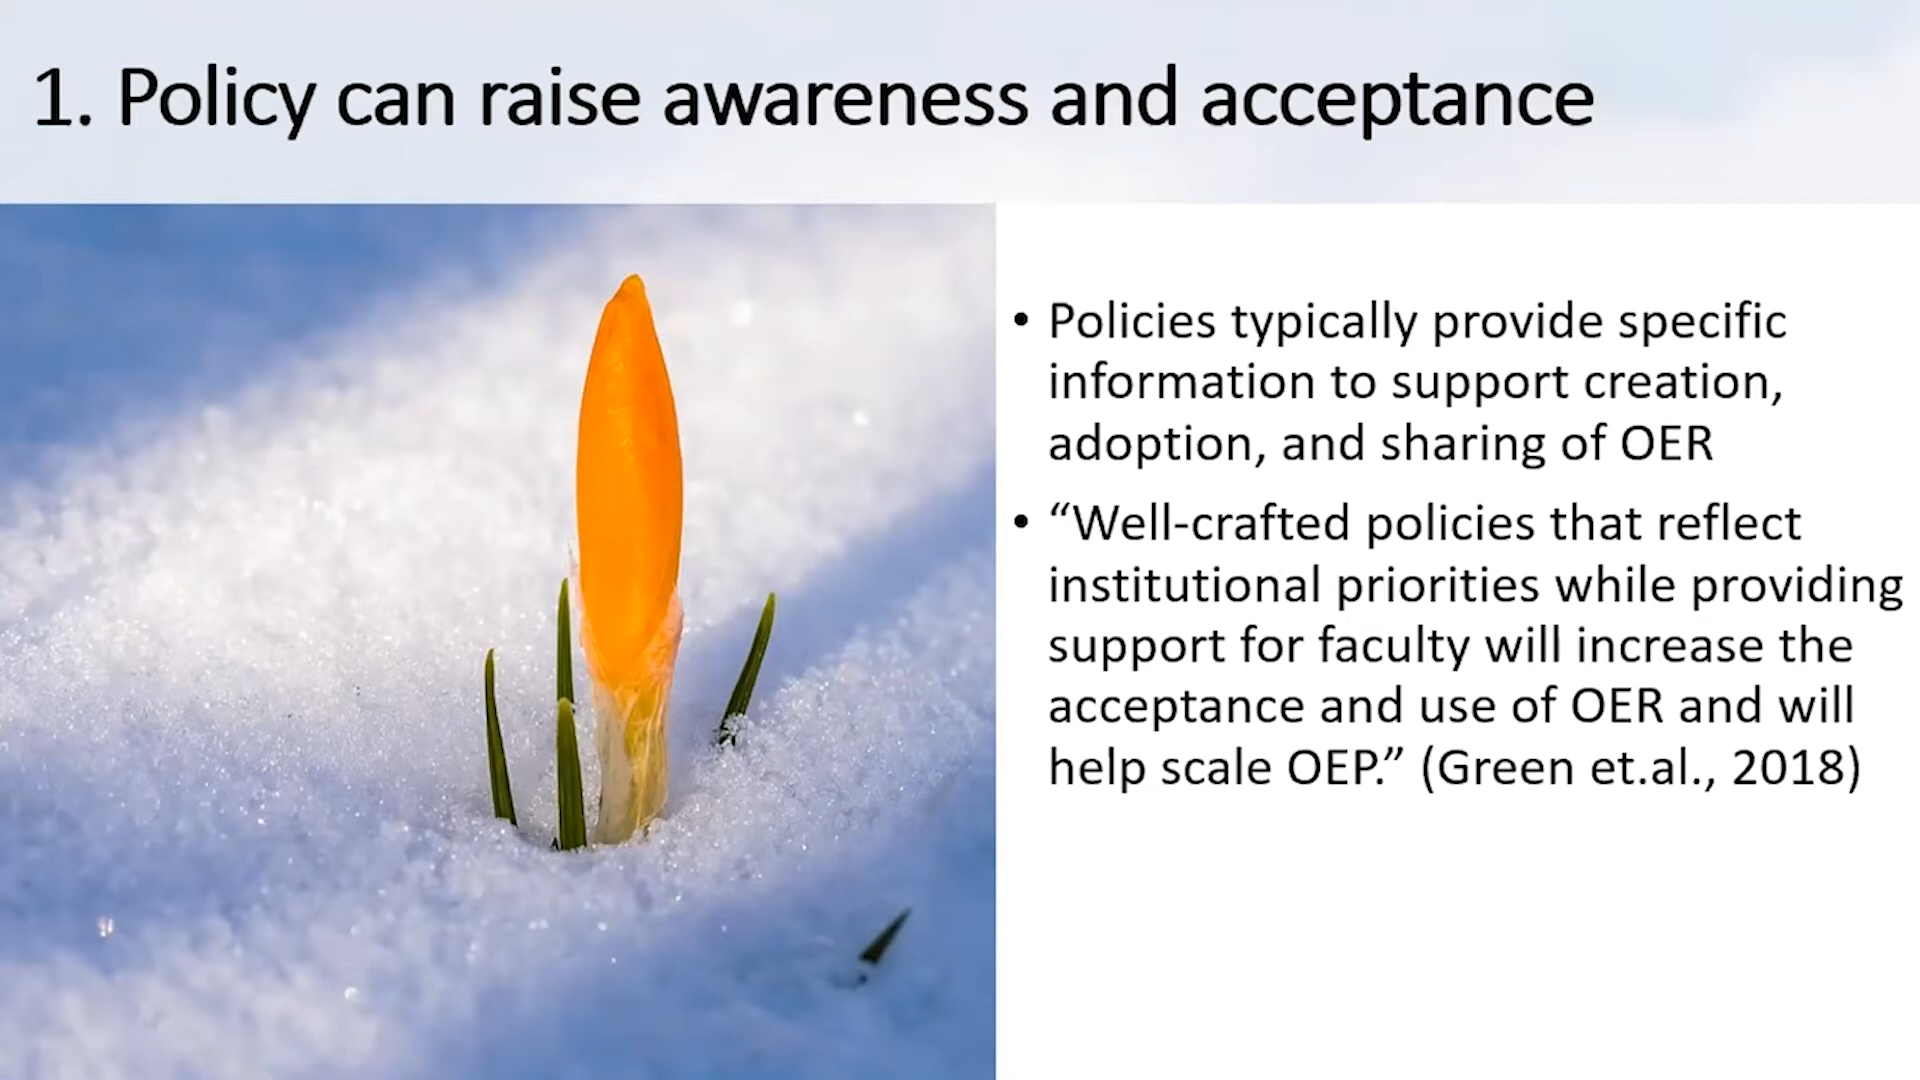 1. Policy can raise awareness and acceptance
• Policies typically provide specific
information to support creation,
adoption, and sharing of OER
• “Well-crafted policies that reflect
institutional priorities while providing
support for faculty will increase the
acceptance and use of OER and will
help scale OEP.” (Green et.al., 2018)